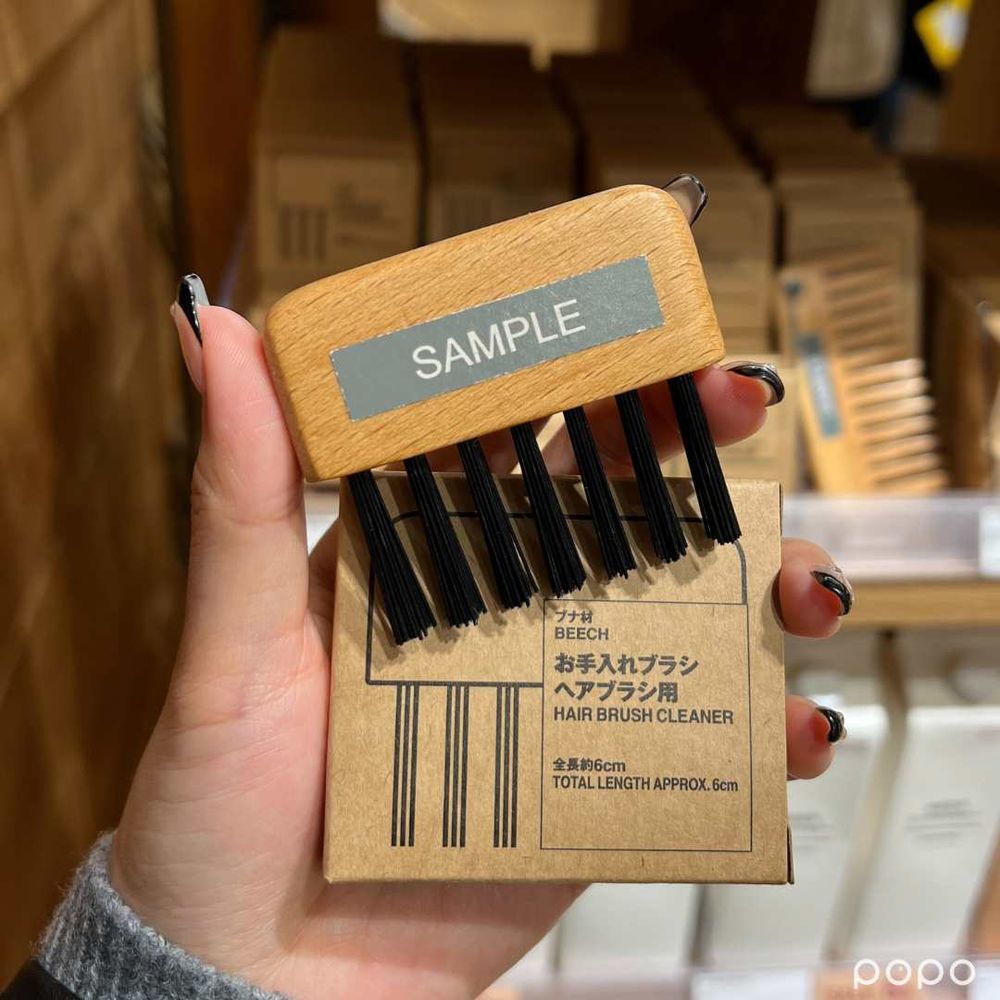 SAMPLE
ブナ材
BEECH
お手入れブラシ
ヘアブラシ用
HAIR BRUSH CLEANER
全長約6cm
TOTAL LENGTH APPROX. 6cm
popo